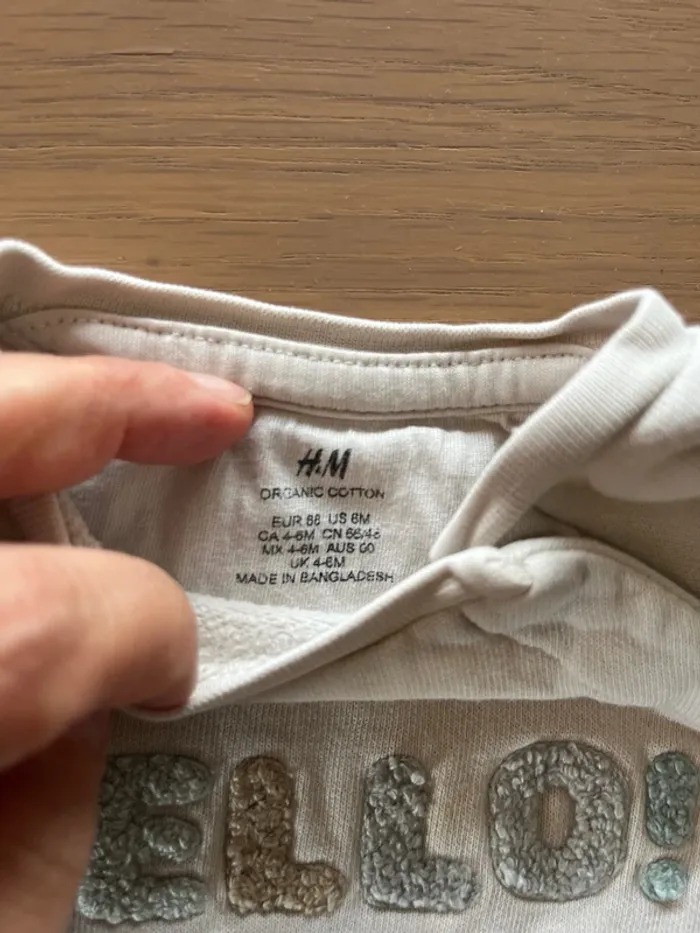 H&M
ORGANIC COTTON
EUR 68 US 6M
CA 4-6M CN 66/48
MX 4-6M AUS 00
UK 4-6M
MADE IN BANGLADESH
ELLO!